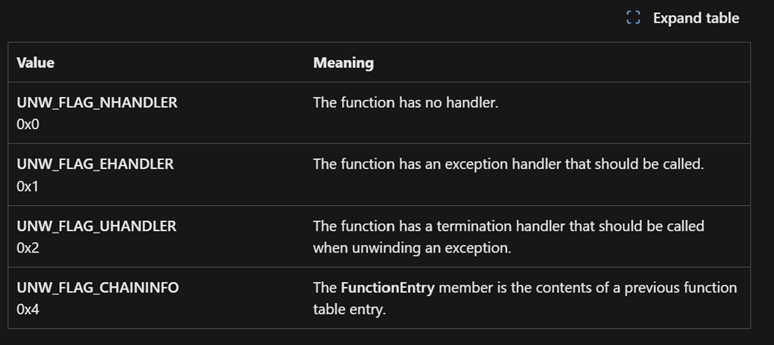 Expand table
Value Meaning
UNW_FLAG_NHANDLER The function has no handler.
0x0
UNW_FLAG_EHANDLER The function has an exception handler that should be called.
0x1
UNW_FLAG_UHANDLER The function has a termination handler that should be called
0x2 when unwinding an exception.
UNW_FLAG_CHAININFO The FunctionEntry member is the contents of a previous function
0x4 table entry.